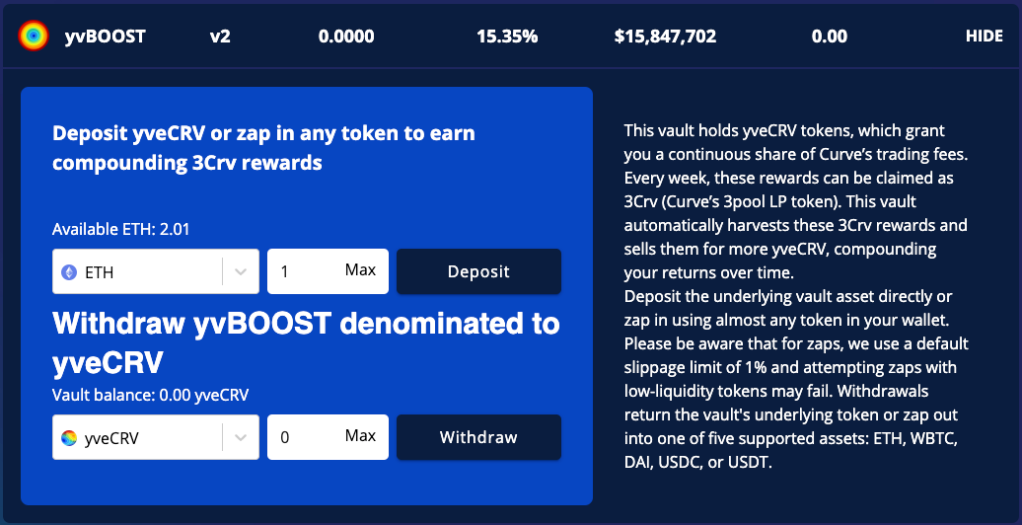 yvBOOST v2 0.0000 15.35% $15,847,702 0.00 HIDE
Deposit yveCRV or zap in any token to earn
compounding 3Crv rewards
Available ETH: 2.01
ETH 1 Max Deposit
Withdraw yvBOOST denominated to
yveCRV
Vault balance: 0.00 yveCRV
yveCRV 0 Max Withdraw
This vault holds yveCRV tokens, which grant
you a continuous share of Curve’s trading fees.
Every week, these rewards can be claimed as
3Crv (Curve’s 3pool LP token). This vault
automatically harvests these 3Crv rewards and
sells them for more yveCRV, compounding
your returns over time.
Deposit the underlying vault asset directly or
zap in using almost any token in your wallet.
Please be aware that for zaps, we use a default
slippage limit of 1% and attempting zaps with
low-liquidity tokens may fail. Withdrawals
return the vault's underlying token or zap out
into one of five supported assets: ETH, WBTC,
DAI, USDC, or USDT.